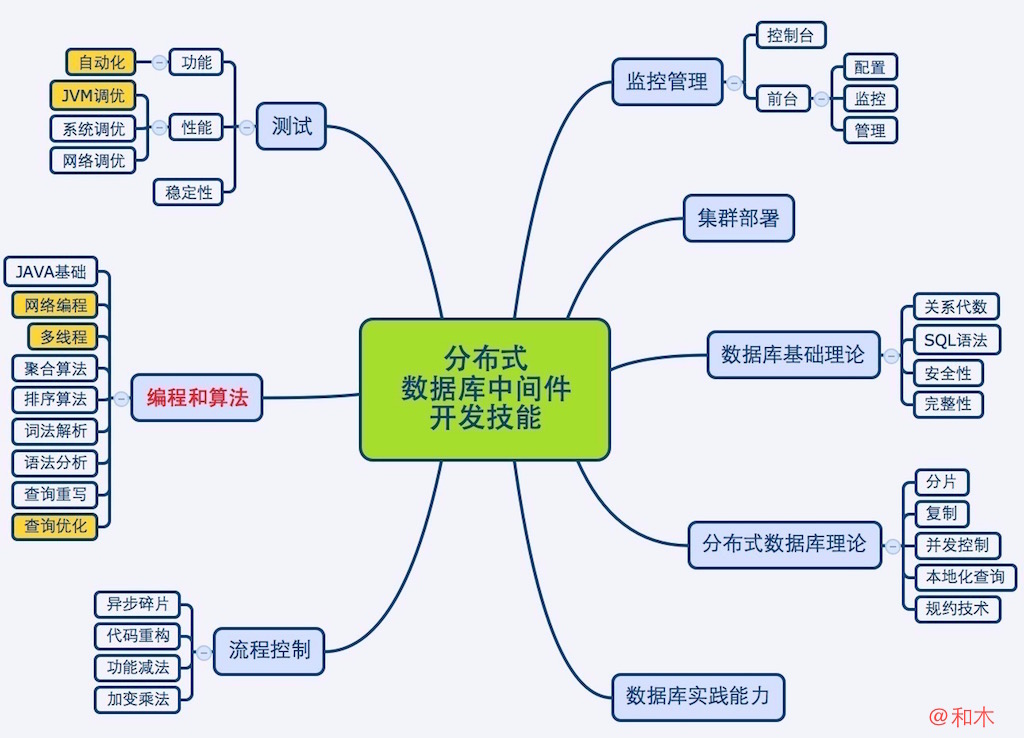 分布式
数据库中间件
开发技能
测试
功能
自动化
性能
JVM调优
系统调优
网络调优
稳定性
编程和算法
JAVA基础
网络编程
多线程
聚合算法
排序算法
词法解析
语法分析
查询重写
查询优化
流程控制
异步碎片
代码重构
功能减法
加变乘法
监控管理
控制台
前台
配置
监控
管理
集群部署
数据库基础理论
关系代数
SQL语法
安全性
完整性
分布式数据库理论
分片
复制
并发控制
本地化查询
规约技术
数据库实践能力
@和木